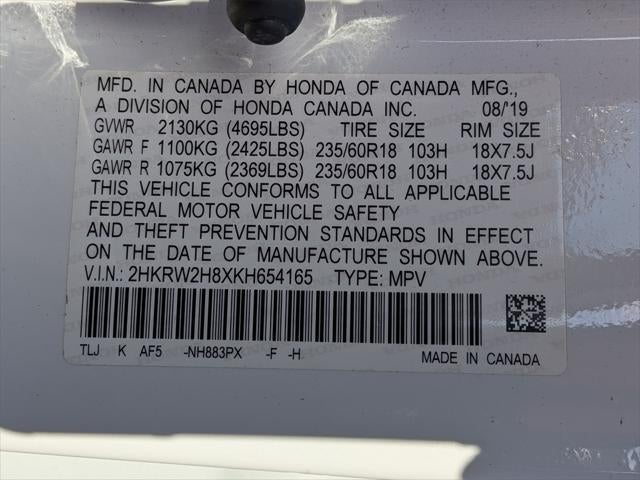 MFD. IN CANADA BY HONDA OF CANADA MFG.,
A DIVISION OF HONDA CANADA INC. 08/'19
GVWR 2130KG (4695LBS) TIRE SIZE RIM SIZE
GAWR F 1100KG (2425LBS) 235/60R18 103H 18X7.5J
GAWR R 1075KG (2369LBS) 235/60R18 103H 18X7.5J
THIS VEHICLE CONFORMS TO ALL APPLICABLE
FEDERAL MOTOR VEHICLE SAFETY
AND THEFT PREVENTION STANDARDS IN EFFECT
ON THE DATE OF MANUFACTURE SHOWN ABOVE.
V.I.N.: 2HKRW2H8XKH654165 TYPE: MPV
TLJ K AF5 -NH883PX -F -H MADE IN CANADA